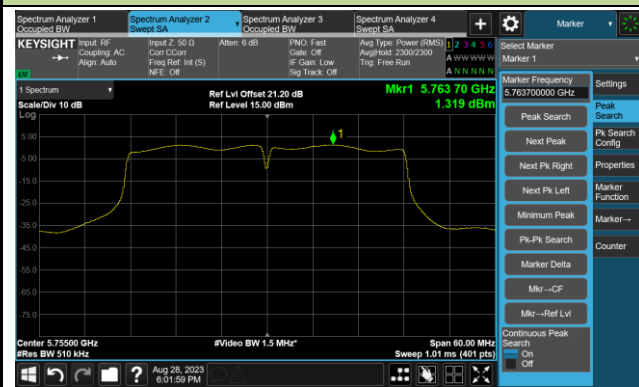 Spectrum Analyzer 1
Occupied BW
Spectrum Analyzer 2
Swept SA
Spectrum Analyzer 3
Occupied BW
Spectrum Analyzer 4
Swept SA
+
Marker
KEYSIGHT
Input: RF
Coupling: AC
Align: Auto
Input Z: 50 Ω
Corr CCorr
Freq Ref: Int (S)
NFE: Off
Atten: 6 dB
PNO: Fast
Gate: Off
IF Gain: Low
Sig Track: Off
Avg Type: Power (RMS)
Avg|Hold: 2300/2300
Trig: Free Run
1 2 3 4 5 6
A W W W W W
A N N N N N
Select Marker
Marker 1
Marker Frequency
5.763700000 GHz
Settings
Peak Search
Next Peak
Next Pk Right
Next Pk Left
Minimum Peak
Pk-Pk Search
Marker Delta
Mkr→CF
Mkr→Ref Lvl
Continuous Peak
Search
On
Off
Peak
Search
Pk Search
Config
Properties
Marker
Function
Marker→
Counter
1 Spectrum
Scale/Div 10 dB
Log
Ref Lvl Offset 21.20 dB
Ref Level 15.00 dBm
Mkr1 5.763 70 GHz
1.319 dBm
1
5.00
-5.00
-15.0
-25.0
-35.0
-45.0
-55.0
-65.0
-75.0
Center 5.75500 GHz
#Res BW 510 kHz
#Video BW 1.5 MHz*
Span 60.00 MHz
Sweep 1.01 ms (401 pts)
?
Aug 28, 2023
6:01:59 PM